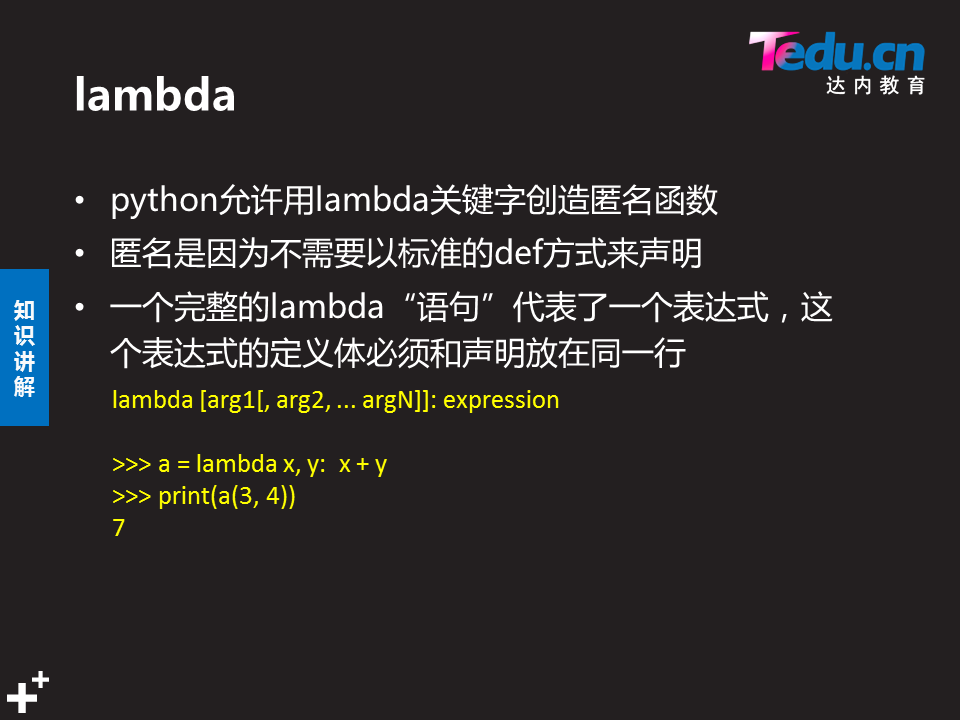 Tedu.cn
达内教育
lambda
• python允许用lambda关键字创造匿名函数
• 匿名是因为不需要以标准的def方式来声明
• 一个完整的lambda“语句”代表了一个表达式，这
个表达式的定义体必须和声明放在同一行
lambda [arg1[, arg2, ... argN]]: expression
>>> a = lambda x, y:  x + y
>>> print(a(3, 4))
7
知
识
讲
解